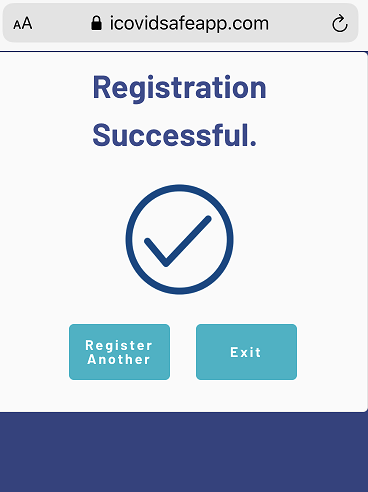 AA icovidsafeapp.com
Registration
Successful.
Register Exit
Another